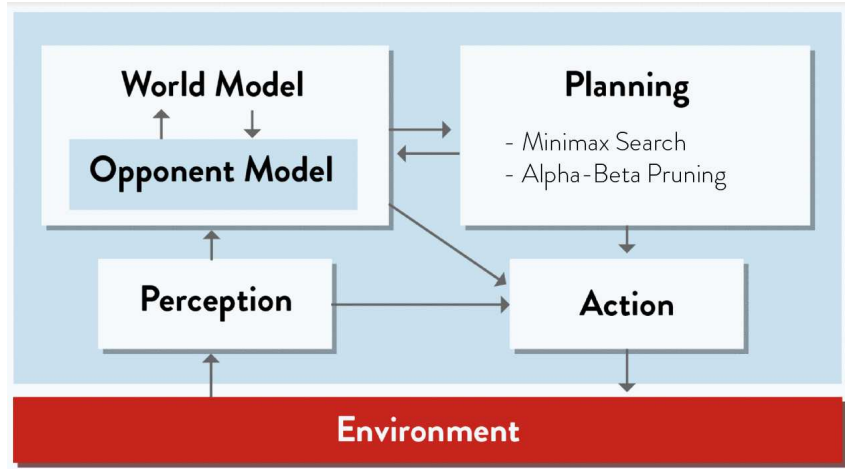 World Model
Opponent Model
Planning
- Minimax Search
- Alpha-Beta Pruning
Perception
Action
Environment